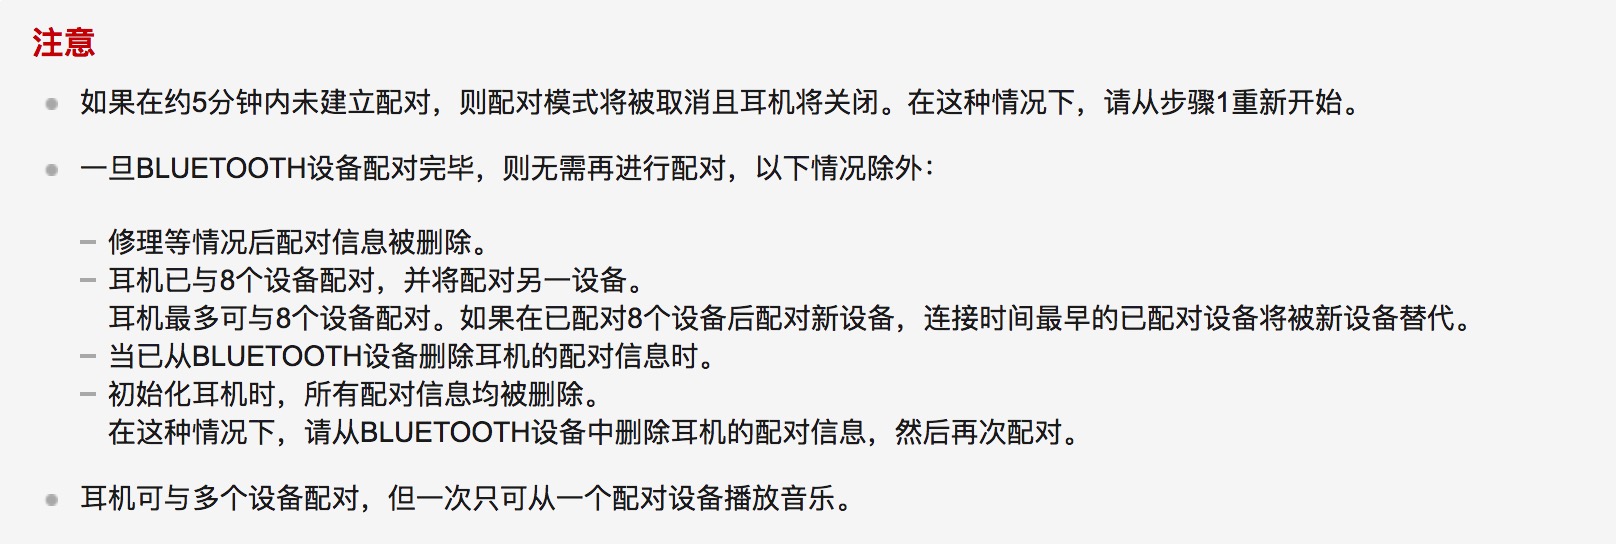 注意
如果在约5分钟内未建立配对，则配对模式将被取消且耳机将关闭。在这种情况下，请从步骤1重新开始。
一旦BLUETOOTH设备配对完毕，则无需再进行配对，以下情况除外：
修理等情况后配对信息被删除。
耳机已与8个设备配对，并将配对另一设备。
耳机最多可与8个设备配对。如果在已配对8个设备后配对新设备，连接时间最早的已配对设备将被新设备替代。
当已从BLUETOOTH设备删除耳机的配对信息时。
初始化耳机时，所有配对信息均被删除。
在这种情况下，请从BLUETOOTH设备中删除耳机的配对信息，然后再次配对。
耳机可与多个设备配对，但一次只可从一个配对设备播放音乐。